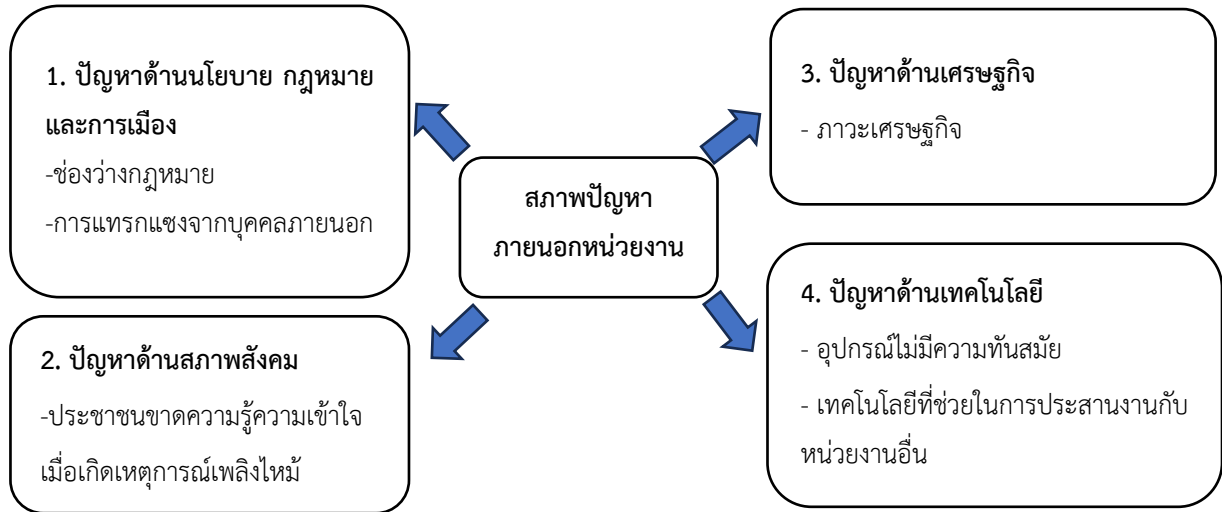 1. ปัญหาด้านนโยบาย กฎหมาย
และการเมือง
-ช่องว่างกฎหมาย
-การแทรกแซงจากบุคคลภายนอก
2. ปัญหาด้านสภาพสังคม
-ประชาชนขาดความรู้ความเข้าใจ
เมื่อเกิดเหตุการณ์เพลิงไหม้
สภาพปัญหา
ภายนอกหน่วยงาน
3. ปัญหาด้านเศรษฐกิจ
- ภาวะเศรษฐกิจ
4. ปัญหาด้านเทคโนโลยี
- อุปกรณ์ไม่มีความทันสมัย
- เทคโนโลยีที่ช่วยในการประสานงานกับ
หน่วยงานอื่น